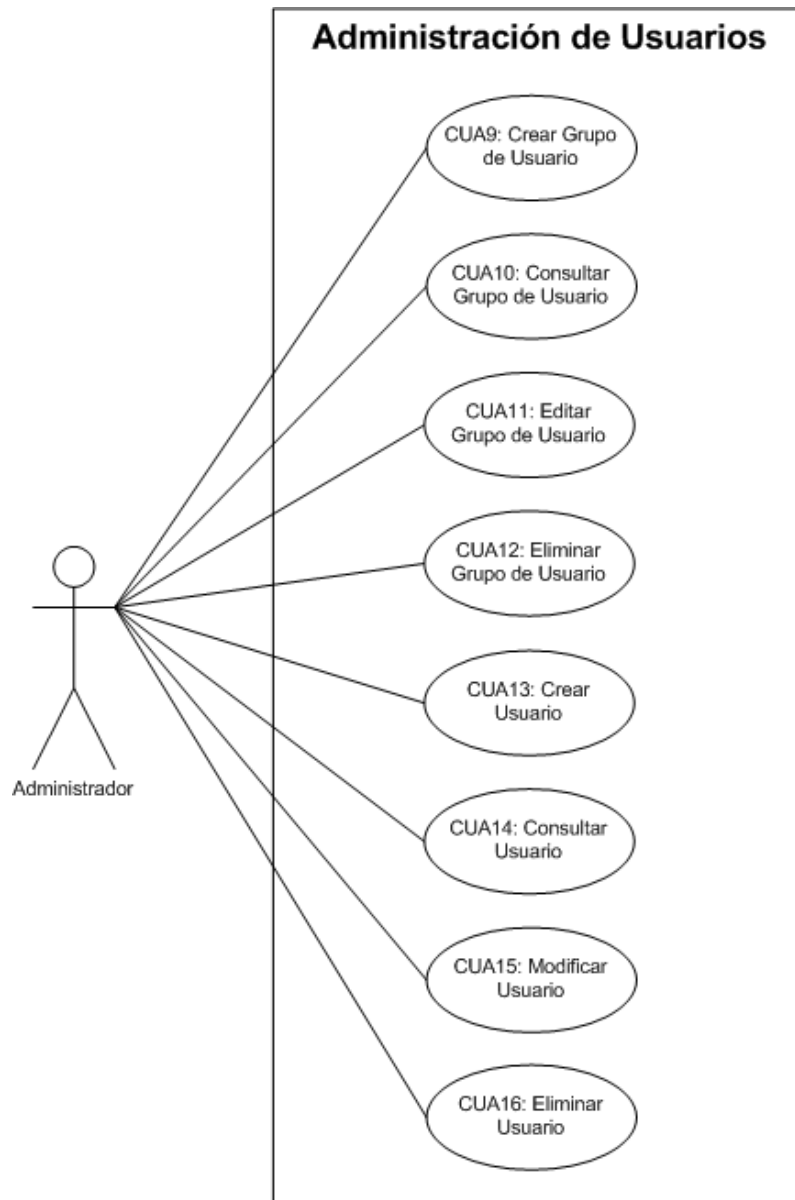 Administración de Usuarios
CUA9: Crear Grupo
de Usuario
CUA10: Consultar
Grupo de Usuario
CUA11: Editar
Grupo de Usuario
CUA12: Eliminar
Grupo de Usuario
CUA13: Crear
Usuario
Administrador
CUA14: Consultar
Usuario
CUA15: Modificar
Usuario
CUA16: Eliminar
Usuario